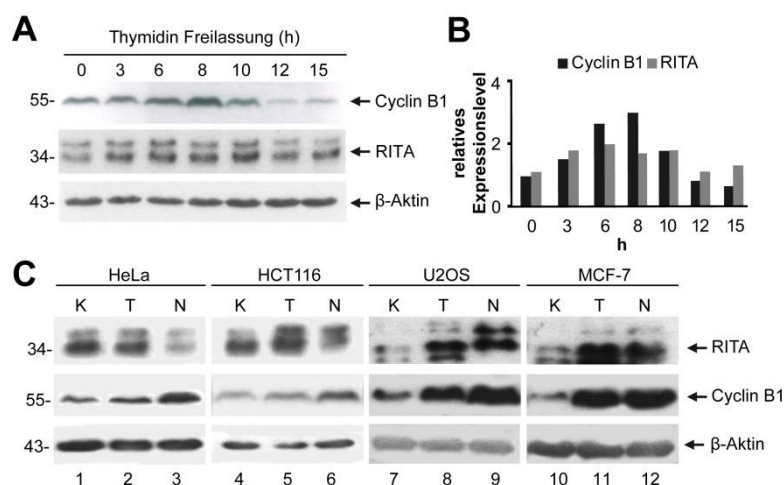 A
Thymidin Freilassung (h)
0 3 6 8 10 12 15
55- Cyclin B1
34- RITA
43- β-Aktin
B
Cyclin B1 RITA
relatives
Expressionslevel
4
2
0
0 3 6 8 10 12 15
h
C
HeLa HCT116 U2OS MCF-7
K T N K T N K T N K T N
34- RITA
55- Cyclin B1
43- β-Aktin
1 2 3 4 5 6 7 8 9 10 11 12